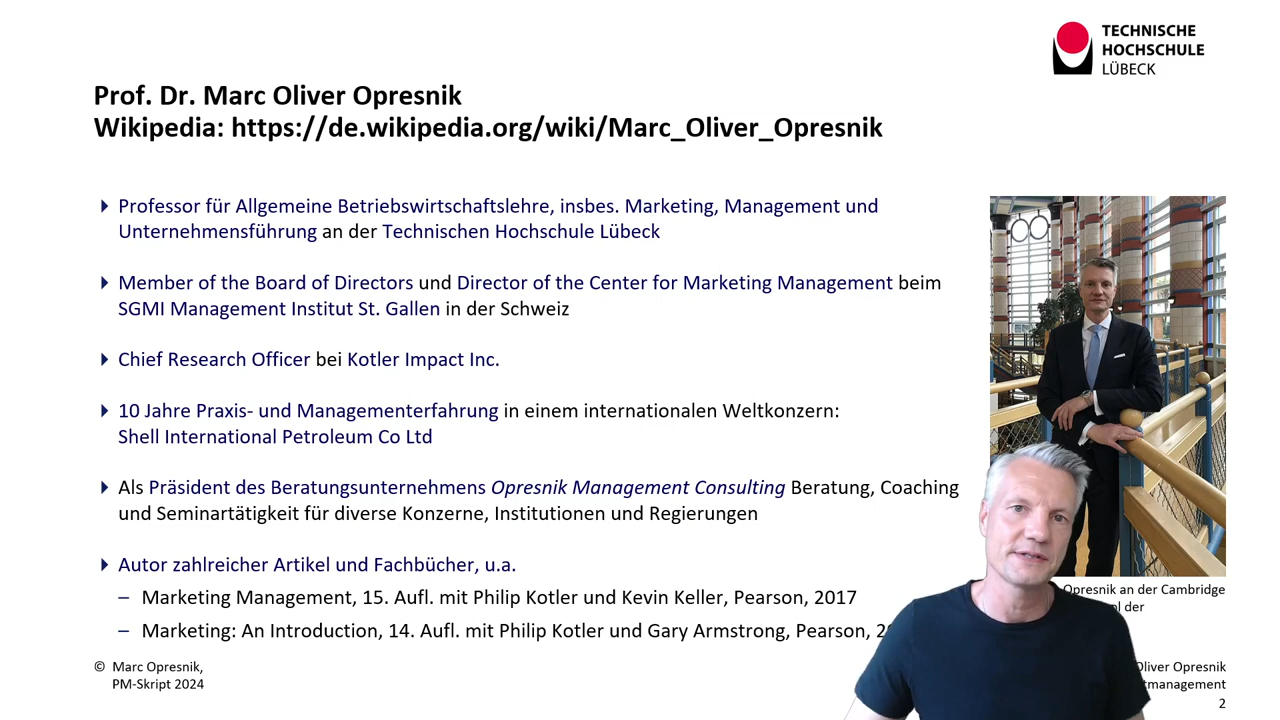 TECHNISCHE
HOCHSCHULE
LÜBECK
Prof. Dr. Marc Oliver Opresnik
Wikipedia: https://de.wikipedia.org/wiki/Marc_Oliver_Opresnik
Professor für Allgemeine Betriebswirtschaftslehre, insbes. Marketing, Management und
Unternehmensführung an der Technischen Hochschule Lübeck
Member of the Board of Directors und Director of the Center for Marketing Management beim
SGMI Management Institut St. Gallen in der Schweiz
Chief Research Officer bei Kotler Impact Inc.
10 Jahre Praxis- und Managementerfahrung in einem internationalen Weltkonzern:
Shell International Petroleum Co Ltd
Als Präsident des Beratungsunternehmens Opresnik Management Consulting Beratung, Coaching
und Seminartätigkeit für diverse Konzerne, Institutionen und Regierungen
Autor zahlreicher Artikel und Fachbücher, u.a.
– Marketing Management, 15. Aufl. mit Philip Kotler und Kevin Keller, Pearson, 2017
– Marketing: An Introduction, 14. Aufl. mit Philip Kotler und Gary Armstrong, Pearson,
Opresnik an der Cambridge
der
© Marc Opresnik,
PM-Skript 2024
Oliver Opresnik
2